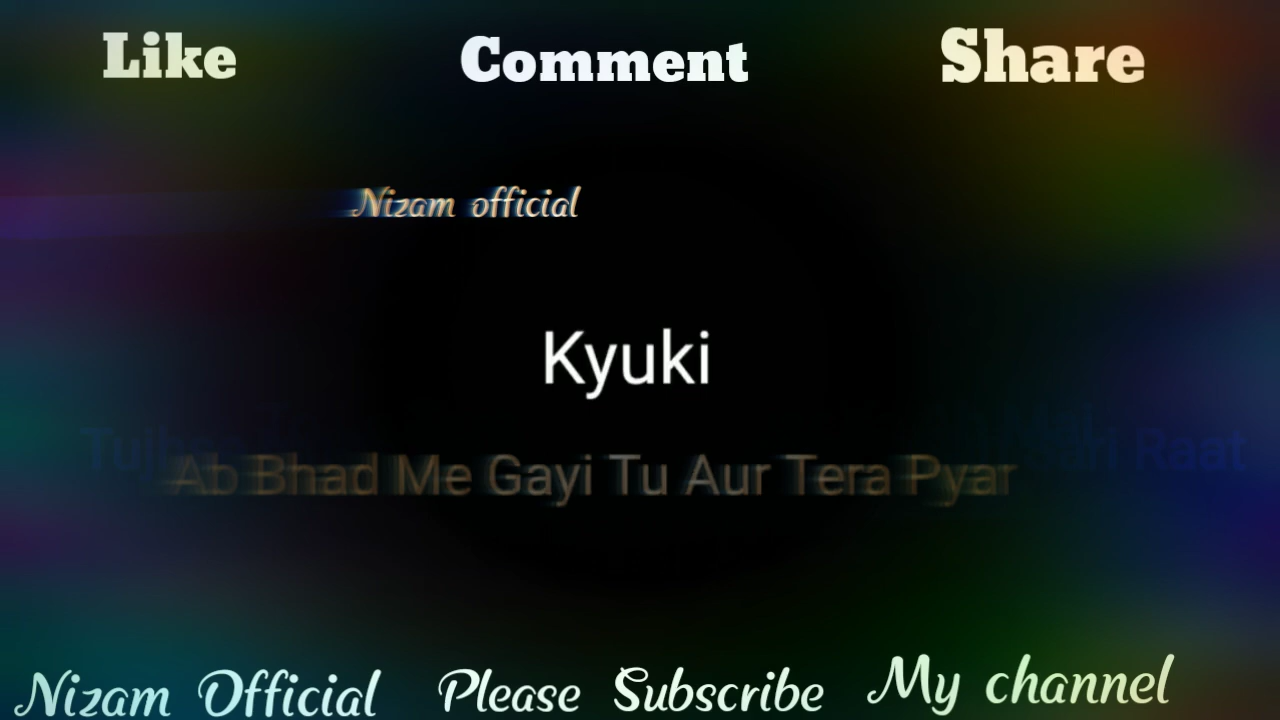 Like Comment Share
Nizam official
Kyuki
Ab Bhad Me Gayi Tu Aur Tera Pyar
Raat
Nizam Official Please Subscribe My channel